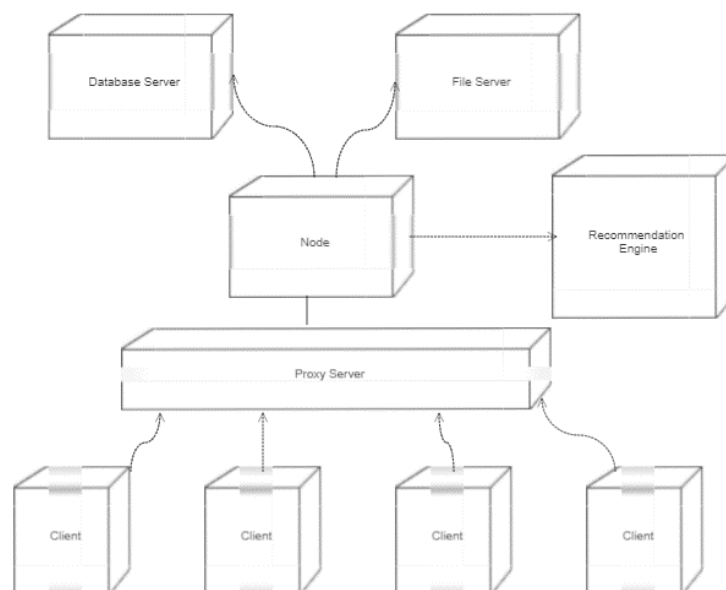 Database Server
File Server
Node
Recommendation
Engine
Proxy Server
Client
Client
Client
Client